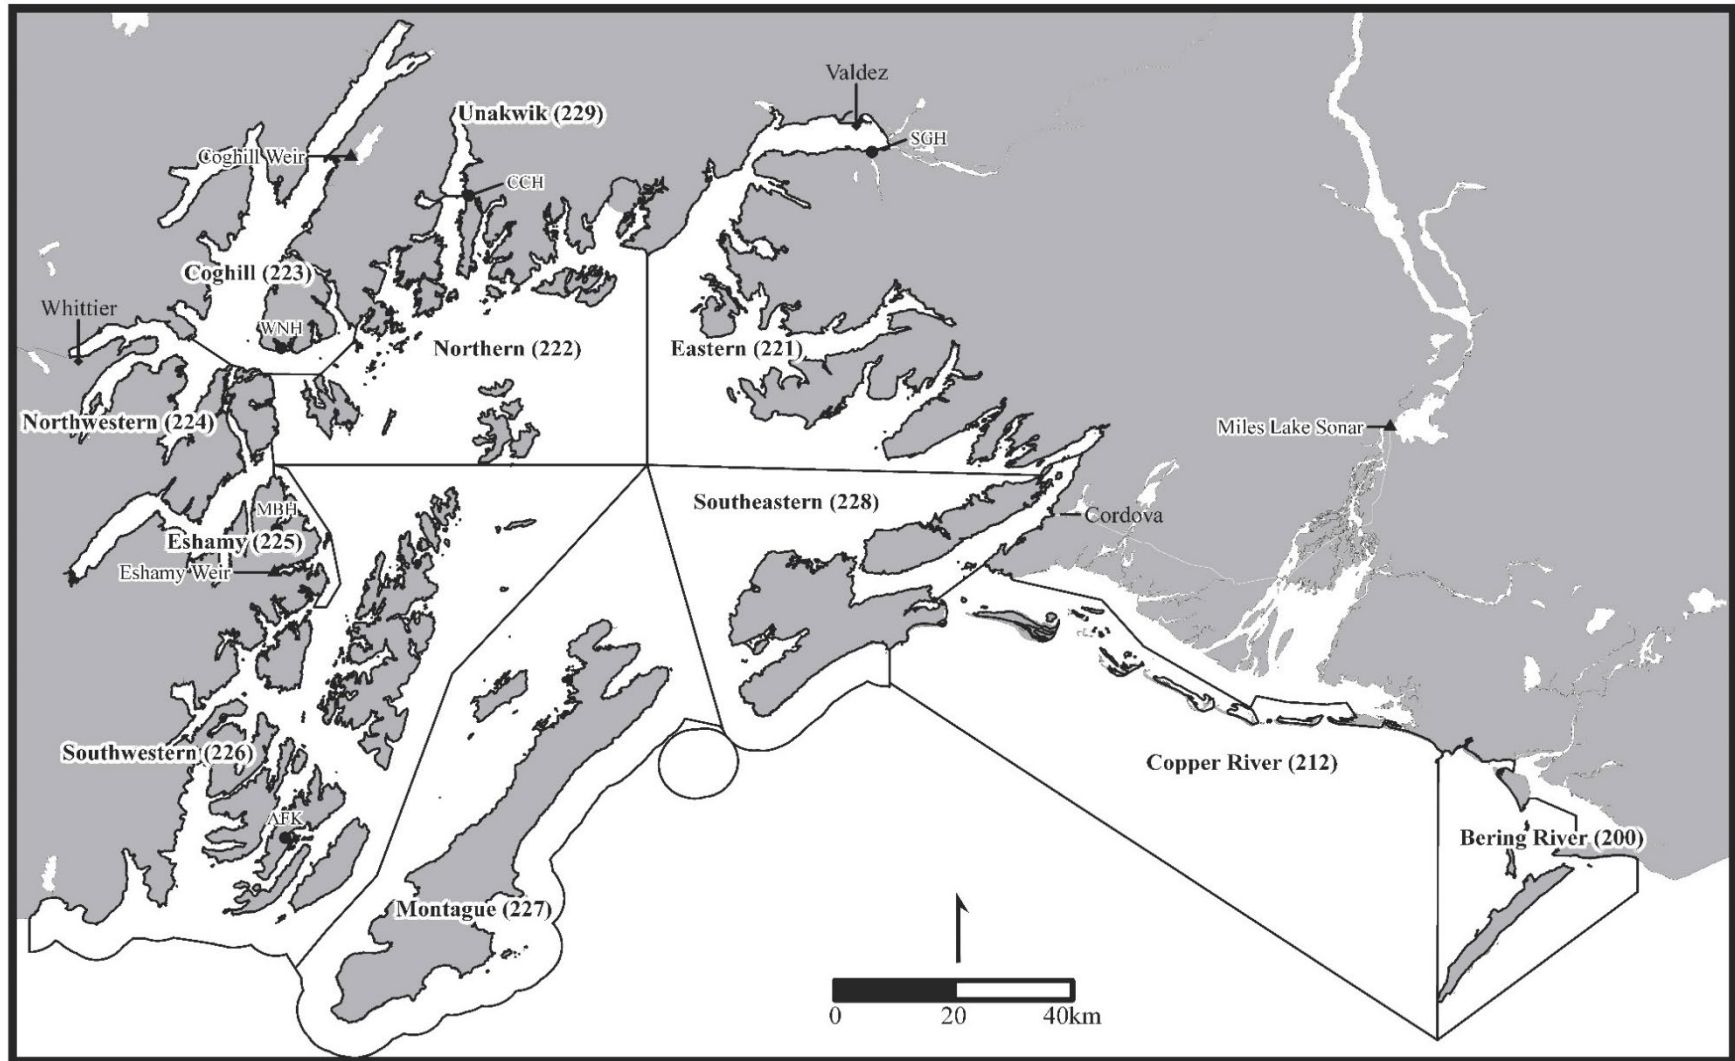 Valdez
Unakwik (229)
SGH
Coghill Weir
CCH
Coghill (223)
Whittier
WNH
Northern (222)
Eastern (221)
Northwestern (224)
Miles Lake Sonar
Southeastern (228)
MBH
Cordova
Eshamy (225)
Eshamy Weir
Southwestern (226)
Copper River (212)
AFK
Bering River (200)
Montague (227)
0 20 40km